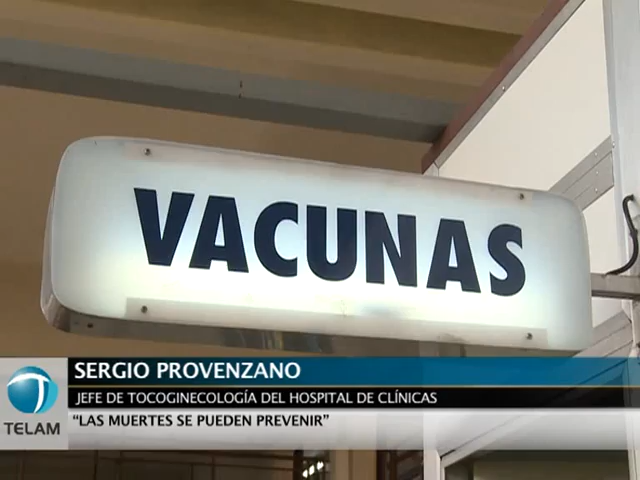 VACUNAS
SERGIO PROVENZANO
JEFE DE TOCOGINECOLOGÍA DEL HOSPITAL DE CLÍNICAS
"LAS MUERTES SE PUEDEN PREVENIR"
TELAM